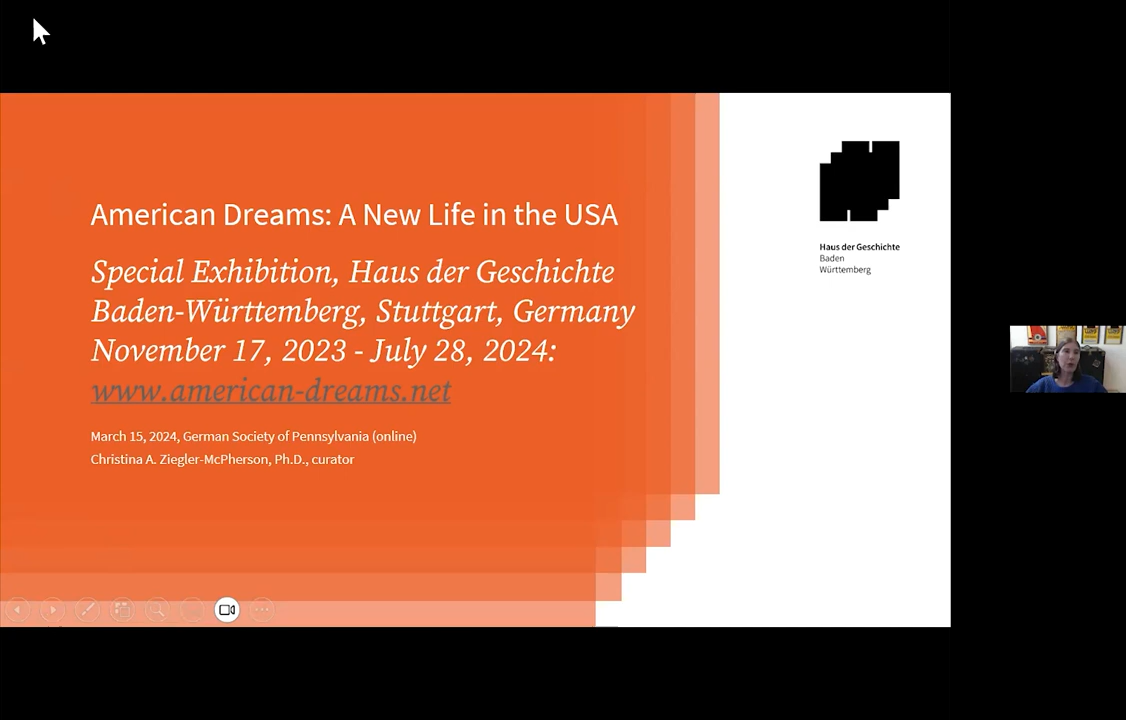 American Dreams: A New Life in the USA
Special Exhibition, Haus der Geschichte
Baden-Württemberg, Stuttgart, Germany
November 17, 2023 - July 28, 2024:
www.american-dreams.net
March 15, 2024, German Society of Pennsylvania (online)
Christina A. Ziegler-McPherson, Ph.D., curator
Haus der Geschichte
Baden
Württemberg